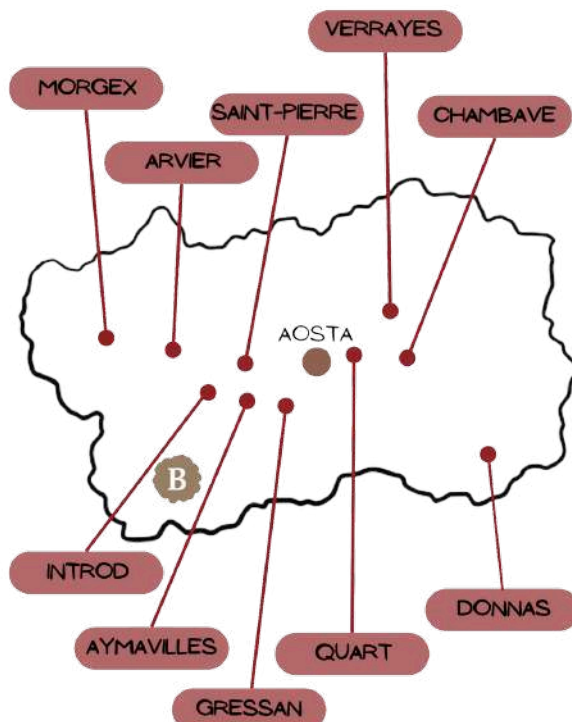 VERRAYES
MORGEX
SAINT-PIERRE
CHAMBAVE
ARVIER
AOSTA
B
INTROD
DONNAS
AYMAVILLES
QUART
GRESSAN